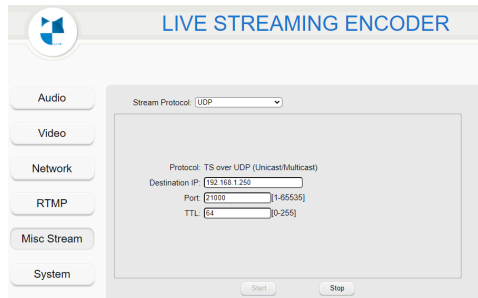 LIVE STREAMING ENCODER
Audio
Video
Network
RTMP
Misc Stream
System
Stream Protocol: UDP
Protocol: TS over UDP (Unicast/Multicast)
Destination IP: 192.168.1.250
Port: 21000 [1-65535]
TTL: 64 [0-255]
Start Stop